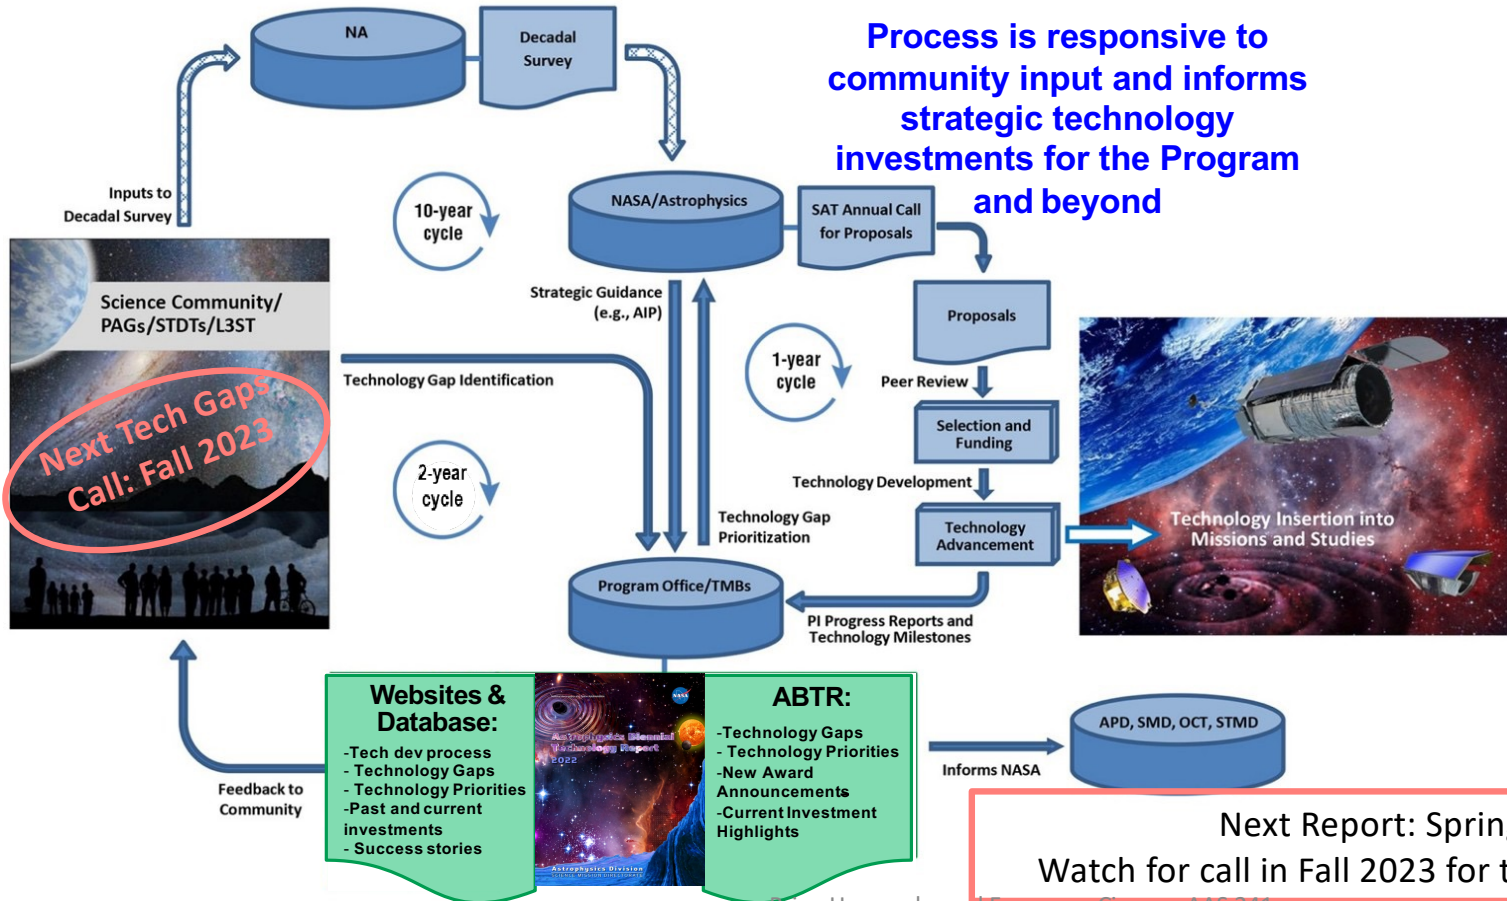 NA
Decadal
Survey
Process is responsive to
community input and informs
strategic technology
investments for the Program
and beyond
Inputs to
Decadal Survey
10-year
cycle
NASA/Astrophysics
SAT Annual Call
for Proposals
Science Community/
PAGs/STDTs/L3ST
Strategic Guidance
(e.g., AIP)
Proposals
Technology Gap Identification
1-year
cycle
Peer Review
Next Tech Gaps
Call: Fall 2023
Selection and
Funding
2-year
cycle
Technology Development
Technology Gap
Prioritization
Technology
Advancement
Technology Insertion into
Missions and Studies
Program Office/TMBs
PI Progress Reports and
Technology Milestones
Websites &
Database:
-Tech dev process
- Technology Gaps
- Technology Priorities
-Past and current
investments
- Success stories
NASA
Astrophysics Biennial
Technology Report
2022
Astrophysics Division
SCIENCE MISSION DIRECTORATE
ABTR:
-Technology Gaps
- Technology Priorities
-New Award
Announcements
-Current Investment
Highlights
Feedback to
Community
Informs NASA
APD, SMD, OCT, STMD
Next Report: Sprin
Watch for call in Fall 2023 for t